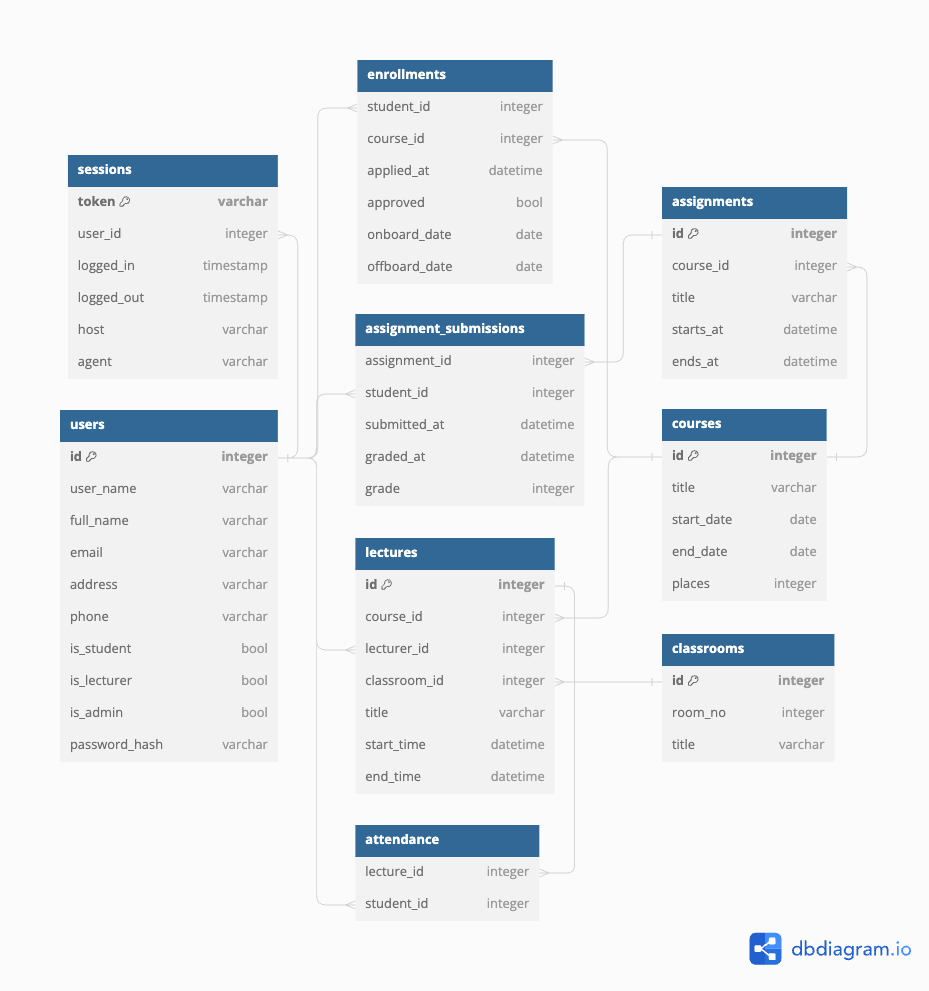 enrollments
student_id integer
course_id integer
applied_at datetime
approved bool
onboard_date date
offboard_date date
sessions
token varchar
user_id integer
logged_in timestamp
logged_out timestamp
host varchar
agent varchar
assignments
id integer
course_id integer
title varchar
starts_at datetime
ends_at datetime
assignment_submissions
assignment_id integer
student_id integer
submitted_at datetime
graded_at datetime
grade integer
users
id integer
user_name varchar
full_name varchar
email varchar
address varchar
phone varchar
is_student bool
is_lecturer bool
is_admin bool
password_hash varchar
courses
id integer
title varchar
start_date date
end_date date
places integer
lectures
id integer
course_id integer
lecturer_id integer
classroom_id integer
title varchar
start_time datetime
end_time datetime
classrooms
id integer
room_no integer
title varchar
attendance
lecture_id integer
student_id integer
dbdiagram.io